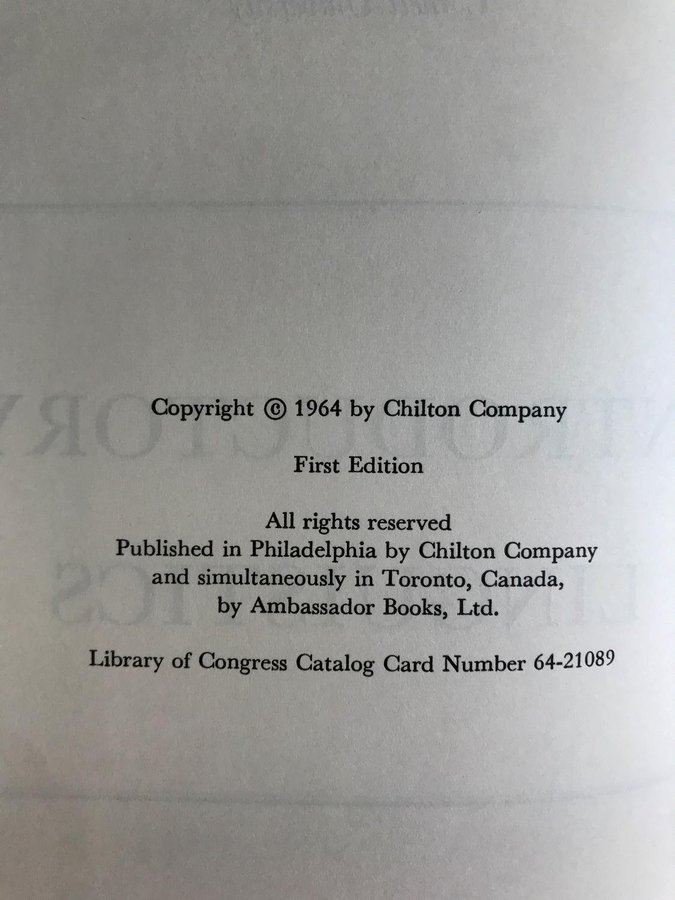 Copyright © 1964 by Chilton Company
First Edition
All rights reserved
Published in Philadelphia by Chilton Company
and simultaneously in Toronto, Canada,
by Ambassador Books, Ltd.
Library of Congress Catalog Card Number 64-21089